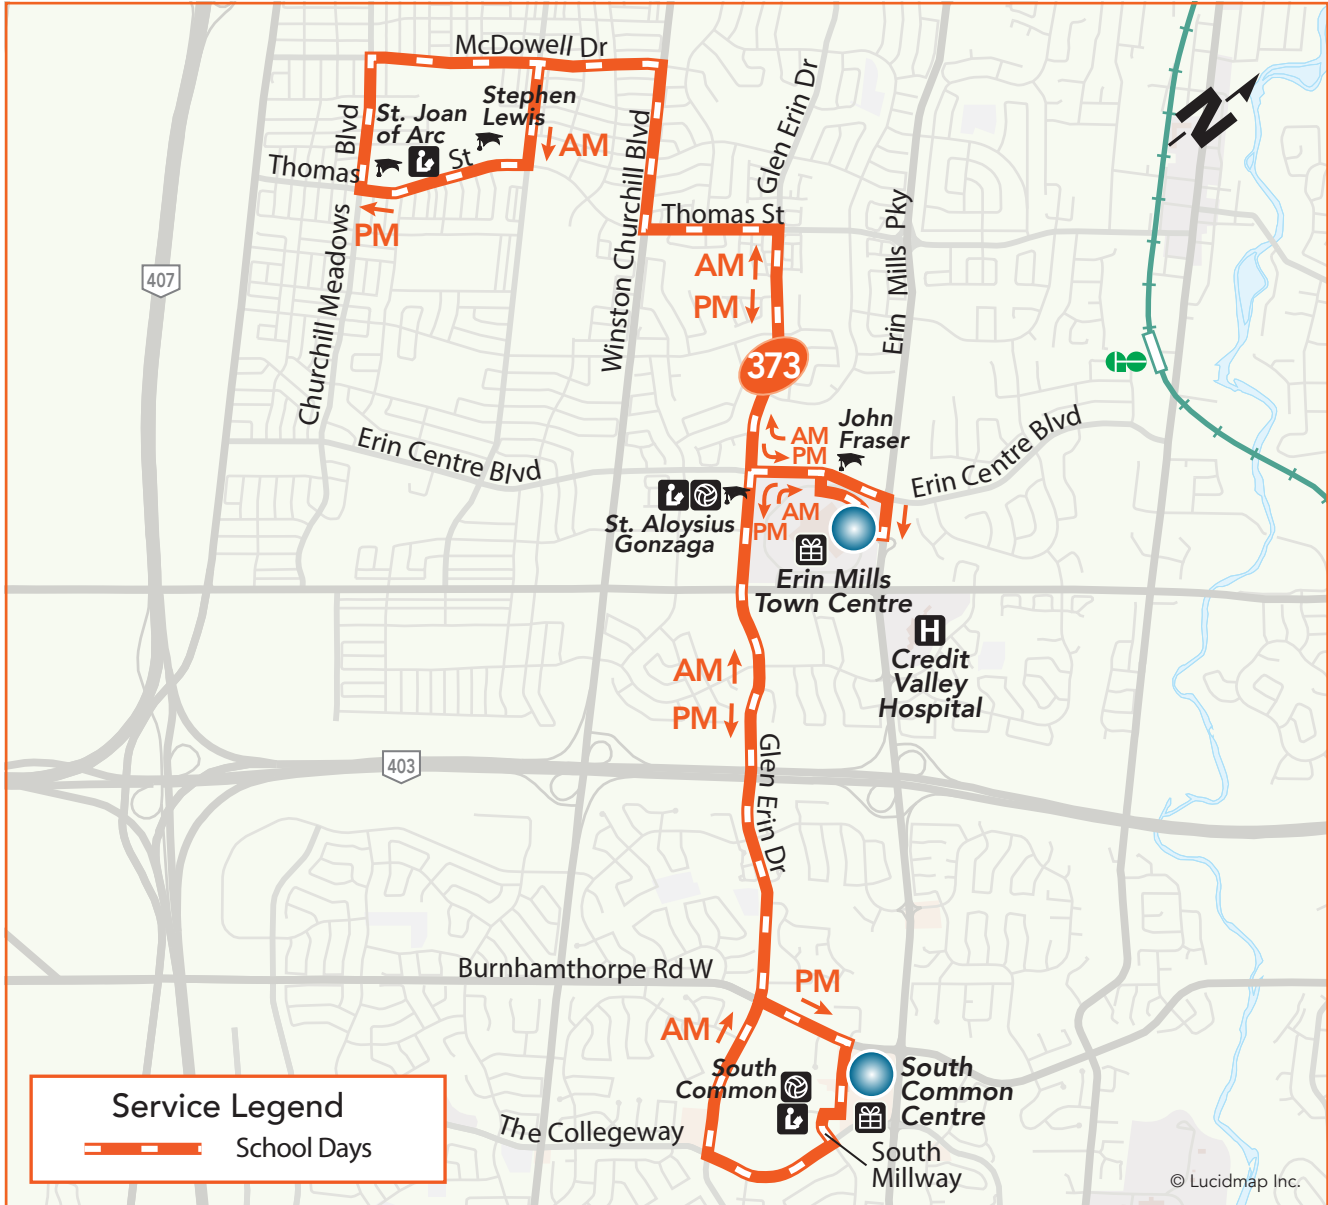 McDowell Dr
Stephen
Lewis
St. Joan
of Arc
Blvd
Thomas
St
AM
PM
Churchill Meadows
Winston Churchill Blvd
Glen Erin Dr
Thomas St
Erin Mills Pky
N
407
AM
PM
373
GO
John
Fraser
AM
PM
Erin Centre Blvd
Erin Centre Blvd
St. Aloysius
Gonzaga
AM
PM
Erin Mills
Town Centre
H
Credit
Valley
Hospital
AM
PM
403
Glen Erin Dr
Burnhamthorpe Rd W
PM
AM
South
Common
South
Common
Centre
The Collegeway
South
Millway
Service Legend
School Days
© Lucidmap Inc.